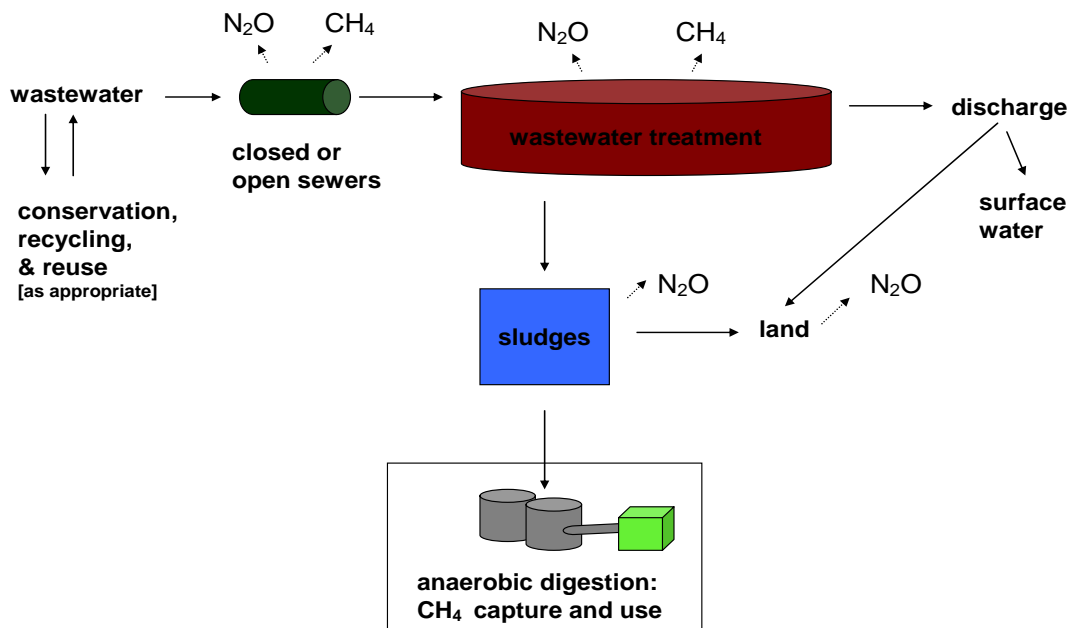 N₂O CH₄
N₂O CH₄
wastewater
closed or
open sewers
wastewater treatment
discharge
surface
water
conservation,
recycling,
& reuse
[as appropriate]
sludges
N₂O
land
N₂O
anaerobic digestion:
CH₄ capture and use